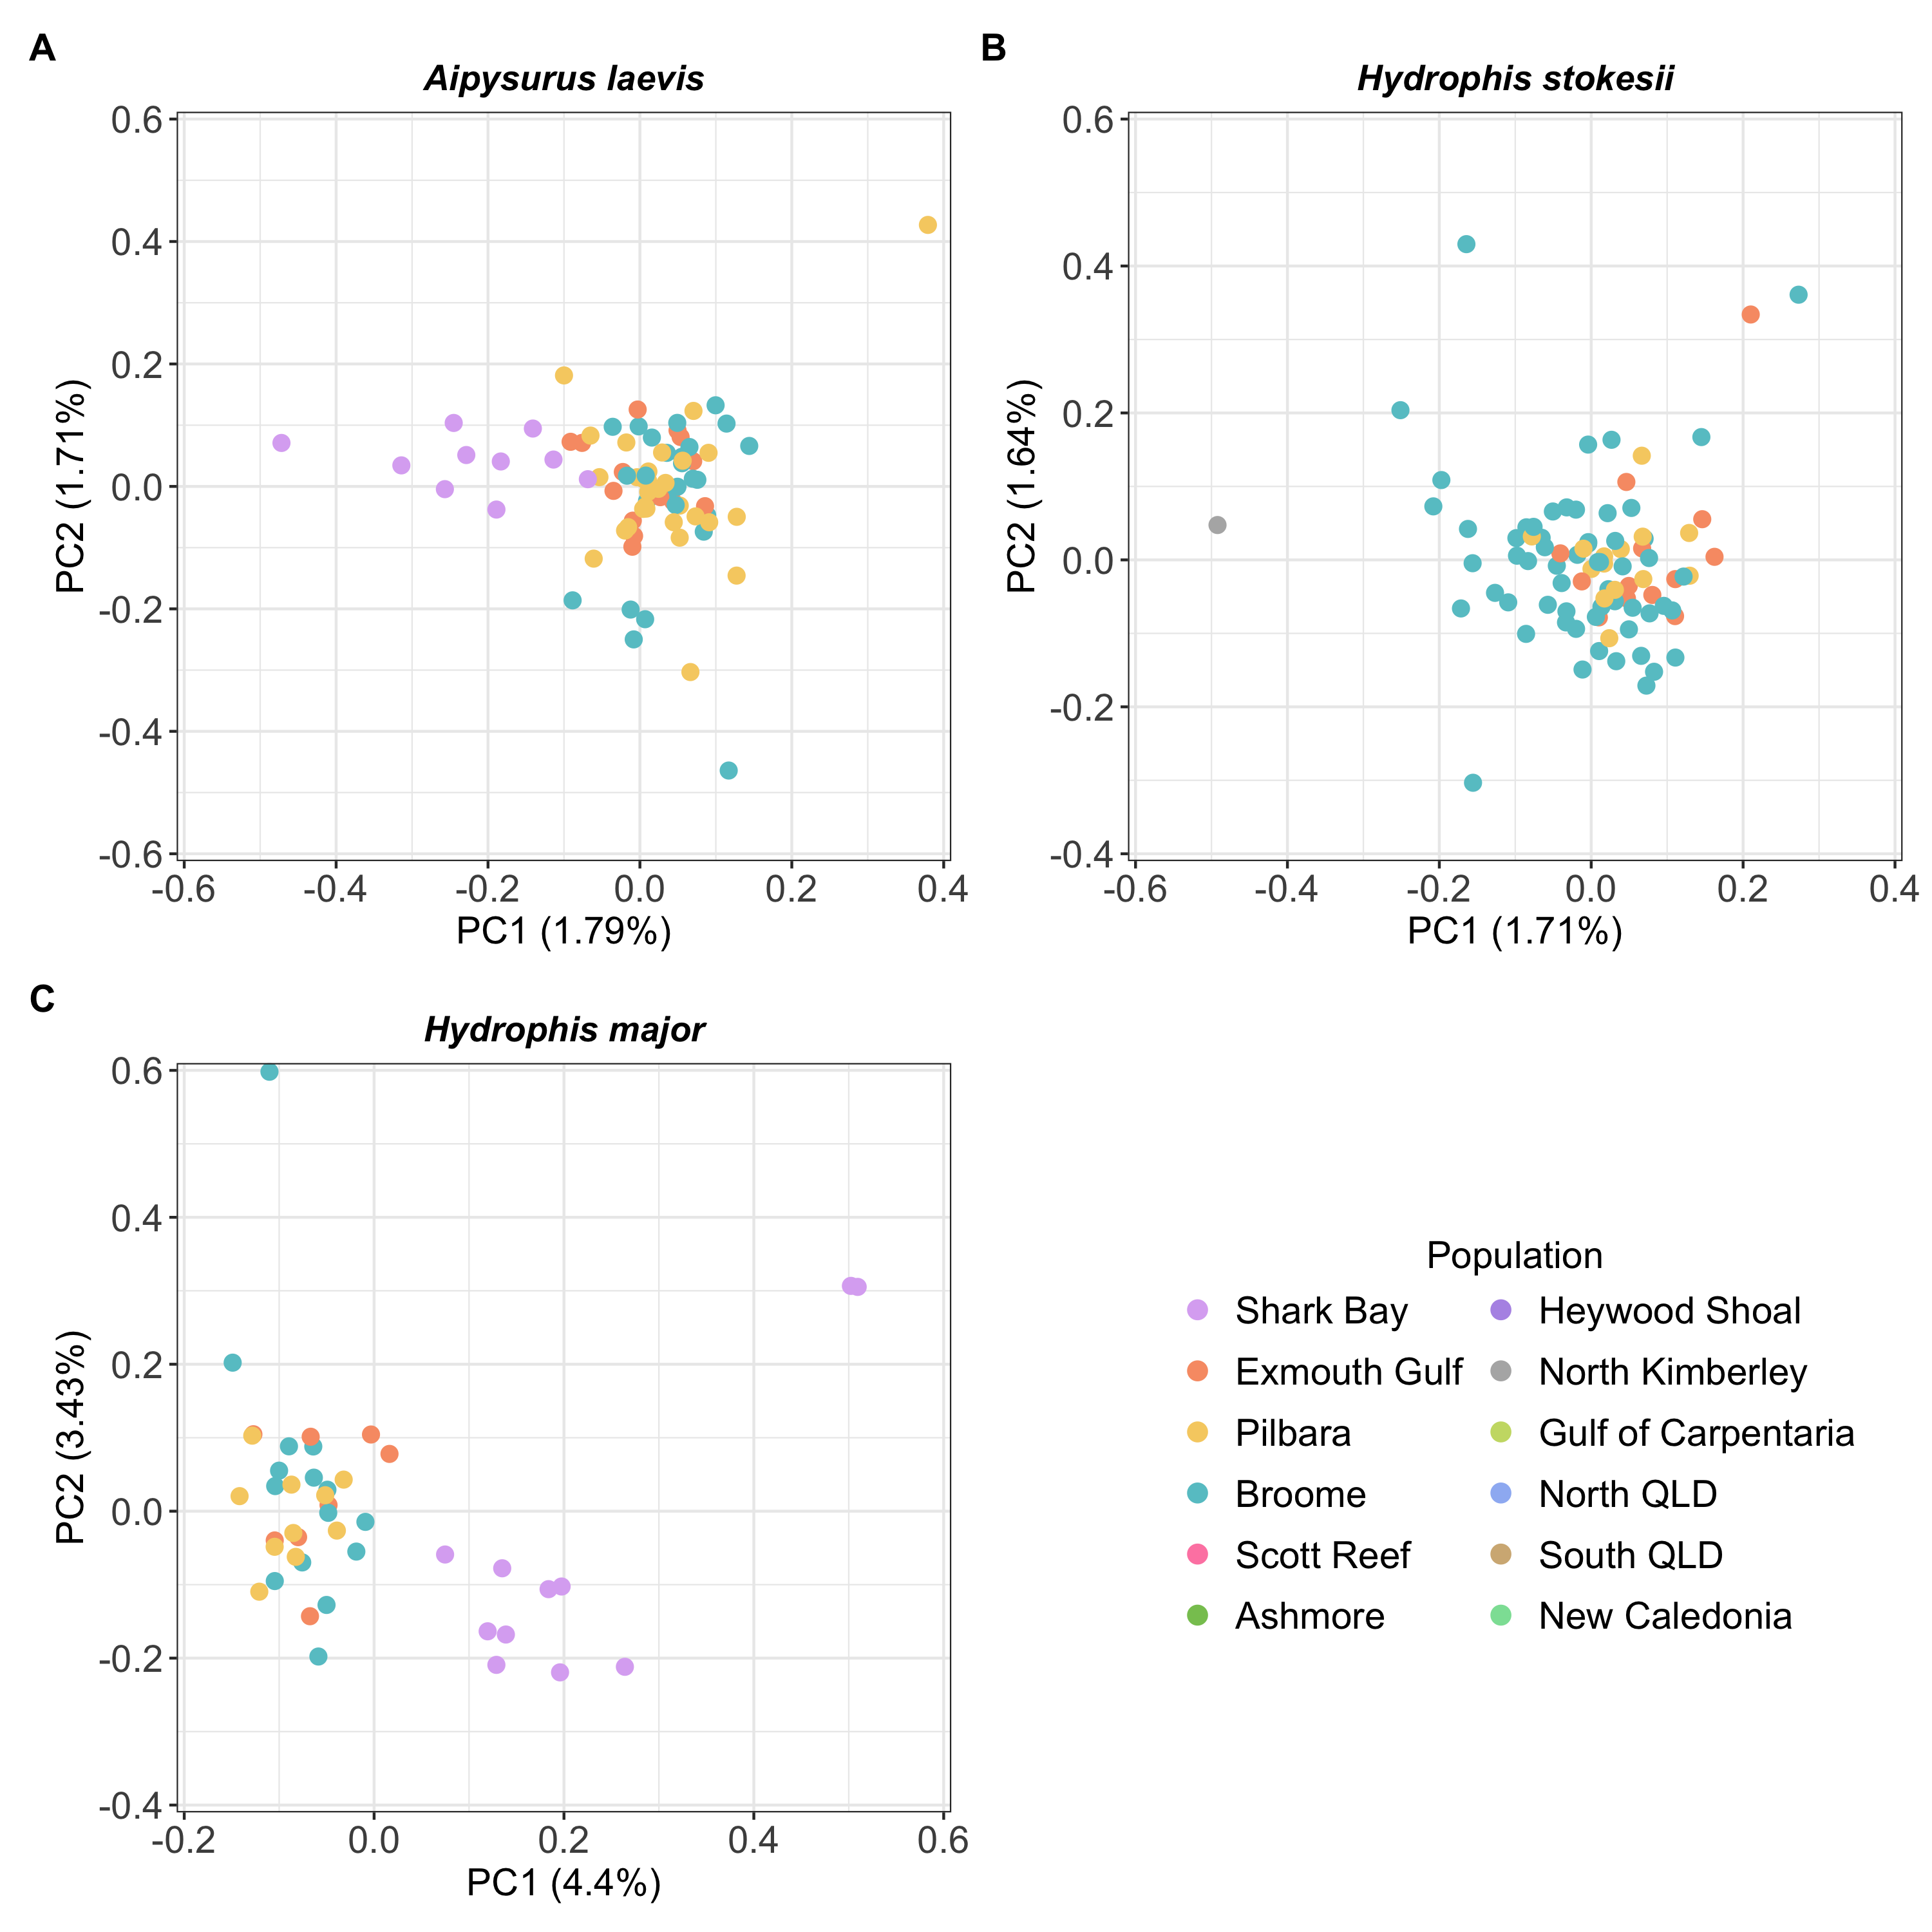 A
Aipysurus laevis
0.6
0.4
0.2
0.0
-0.2
-0.4
-0.6
-0.6
-0.4
-0.2
0.0
0.2
0.4
PC1 (1.79%)
PC2 (1.71%)
B
Hydrophis stokesii
0.6
0.4
0.2
0.0
-0.2
-0.4
-0.6
-0.4
-0.2
0.0
0.2
0.4
PC1 (1.71%)
PC2 (1.64%)
C
Hydrophis major
0.6
0.4
0.2
0.0
-0.2
-0.4
-0.2
0.0
0.2
0.4
0.6
PC1 (4.4%)
PC2 (3.43%)
Population
Shark Bay
Exmouth Gulf
Pilbara
Broome
Scott Reef
Ashmore
Heywood Shoal
North Kimberley
Gulf of Carpentaria
North QLD
South QLD
New Caledonia